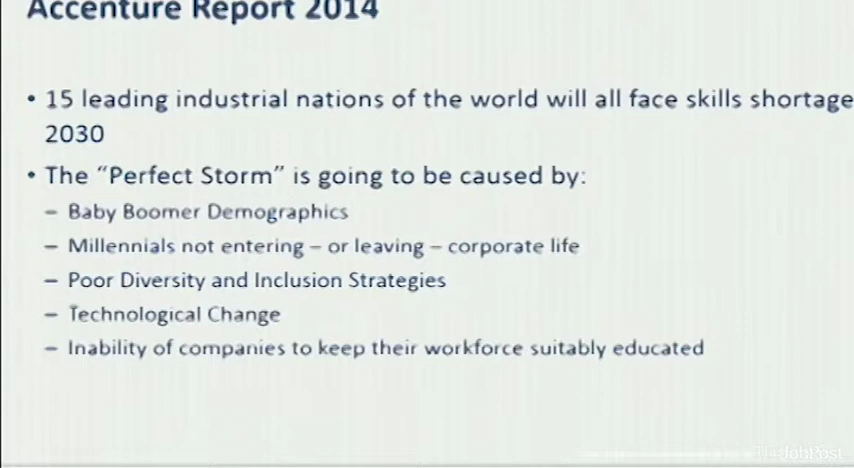 Accenture Report 2014
• 15 leading industrial nations of the world will all face skills shortage
2030
• The “Perfect Storm” is going to be caused by:
– Baby Boomer Demographics
– Millennials not entering – or leaving – corporate life
– Poor Diversity and Inclusion Strategies
– Technological Change
– Inability of companies to keep their workforce suitably educated
TheJobPost